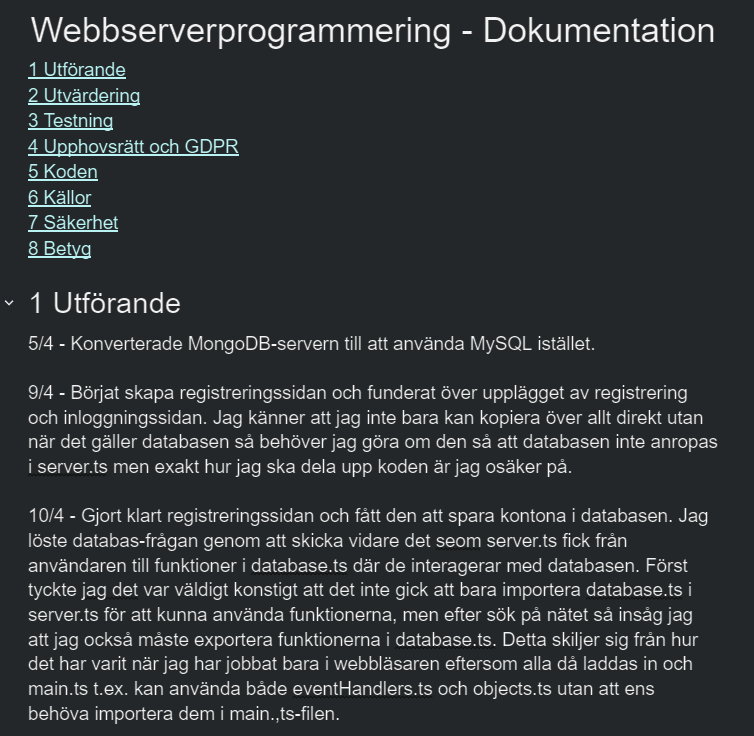 Webbserverprogrammering - Dokumentation
1 Utförande
2 Utvärdering
3 Testning
4 Upphovsrätt och GDPR
5 Koden
6 Källor
7 Säkerhet
8 Betyg
1 Utförande
5/4 - Konverterade MongoDB-servern till att använda MySQL istället.
9/4 - Börjat skapa registreringssidan och funderat över upplägget av registrering
och inloggningssidan. Jag känner att jag inte bara kan kopiera över allt direkt utan
när det gäller databasen så behöver jag göra om den så att databasen inte anropas
i server.ts men exakt hur jag ska dela upp koden är jag osäker på.
10/4 - Gjort klart registreringssidan och fått den att spara kontona i databasen. Jag
löste databas-frågan genom att skicka vidare det seom server.ts fick från
användaren till funktioner i database.ts där de interagerar med databasen. Först
tyckte jag det var väldigt konstigt att det inte gick att bara importera database.ts i
server.ts för att kunna använda funktionerna, men efter sök på nätet så insåg jag
att jag också måste exportera funktionerna i database.ts. Detta skiljer sig från hur
det har varit när jag har jobbat bara i webbläsaren eftersom alla då laddas in och
main.ts t.ex. kan använda både eventHandlers.ts och objects.ts utan att ens
behöva importera dem i main.,ts-filen.